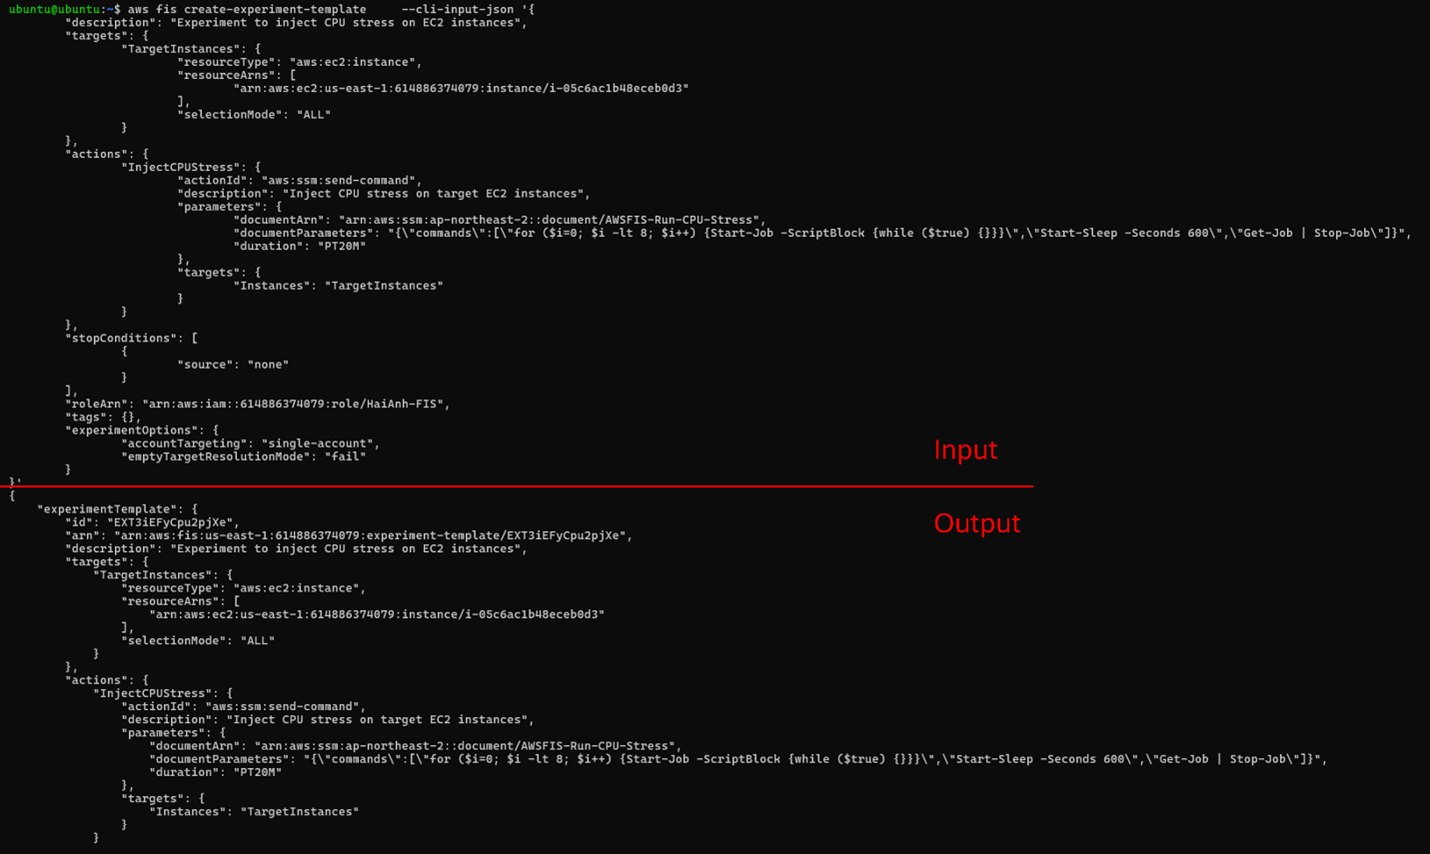 ubuntu@ubuntu:~$ aws fis create-experiment-template     --cli-input-json '{
        "description": "Experiment to inject CPU stress on EC2 instances",
        "targets": {
                "TargetInstances": {
                        "resourceType": "aws:ec2:instance",
                        "resourceArns": [
                                "arn:aws:ec2:us-east-1:614886374079:instance/i-05c6ac1b48eceb0d3"
                        ],
                        "selectionMode": "ALL"
                }
        },
        "actions": {
                "InjectCPUStress": {
                        "actionId": "aws:ssm:send-command",
                        "description": "Inject CPU stress on target EC2 instances",
                        "parameters": {
                                "documentArn": "arn:aws:ssm:ap-northeast-2::document/AWSFIS-Run-CPU-Stress",
                                "documentParameters": "{\"commands\":[\"for ($i=0; $i -lt 8; $i++) {Start-Job -ScriptBlock {while ($true) {}}}\",\"Start-Sleep -Seconds 600\",\"Get-Job | Stop-Job\"]}",
                                "duration": "PT20M"
                        },
                        "targets": {
                                "Instances": "TargetInstances"
                        }
                }
        },
        "stopConditions": [
                {
                        "source": "none"
                }
        ],
        "roleArn": "arn:aws:iam::614886374079:role/HaiAnh-FIS",
        "tags": {},
        "experimentOptions": {
                "accountTargeting": "single-account",
                "emptyTargetResolutionMode": "fail"
        }
}'
Input
{
    "experimentTemplate": {
        "id": "EXT3iEFyCpu2pjXe",
Output
        "arn": "arn:aws:fis:us-east-1:614886374079:experiment-template/EXT3iEFyCpu2pjXe",
        "description": "Experiment to inject CPU stress on EC2 instances",
        "targets": {
            "TargetInstances": {
                "resourceType": "aws:ec2:instance",
                "resourceArns": [
                    "arn:aws:ec2:us-east-1:614886374079:instance/i-05c6ac1b48eceb0d3"
                ],
                "selectionMode": "ALL"
            }
        },
        "actions": {
            "InjectCPUStress": {
                "actionId": "aws:ssm:send-command",
                "description": "Inject CPU stress on target EC2 instances",
                "parameters": {
                    "documentArn": "arn:aws:ssm:ap-northeast-2::document/AWSFIS-Run-CPU-Stress",
                    "documentParameters": "{\"commands\":[\"for ($i=0; $i -lt 8; $i++) {Start-Job -ScriptBlock {while ($true) {}}}\",\"Start-Sleep -Seconds 600\",\"Get-Job | Stop-Job\"]}",
                    "duration": "PT20M"
                },
                "targets": {
                    "Instances": "TargetInstances"
                }
            }